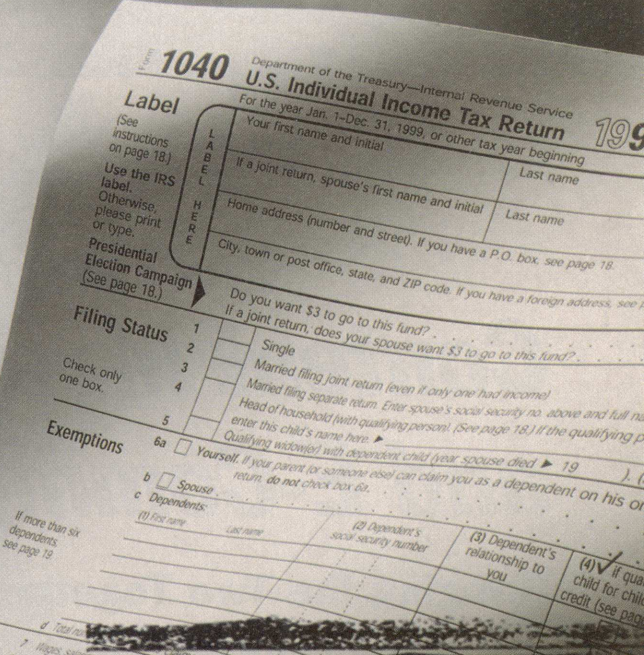 Form 1040
Department of the Treasury—Internal Revenue Service
U.S. Individual Income Tax Return
For the year Jan. 1–Dec. 31, 1999, or other tax year beginning
Label
(See
instructions
on page 18.)
Use the IRS
label.
Otherwise,
please print
or type.
LABEL HERE
Your first name and initial
Last name
If a joint return, spouse's first name and initial
Last name
Home address (number and street). If you have a P.O. box, see page 18.
City, town or post office, state, and ZIP code. If you have a foreign address, see
Presidential
Election Campaign
(See page 18.)
Do you want $3 to go to this fund?
If a joint return, does your spouse want $3 to go to this fund?
Filing Status
Check only
one box.
1 Single
2 Married filing joint return (even if only one had income)
3 Married filing separate return. Enter spouse's social security no. above and full
4 Head of household (with qualifying person). (See page 18.) If the qualifying
enter this child's name here. ▶
5 Qualifying widow(er) with dependent child (year spouse died ▶ 19 ).
Exemptions
6a Yourself. If your parent (or someone else) can claim you as a dependent on his or
return, do not check box 6a.
b Spouse
c Dependents:
(1) First name Last name
(2) Dependent's
social security number
(3) Dependent's
relationship to
you
(4) ✓ if
child for
credit (see
If more than six
dependents,
see page 19
d Total
7 Wages,